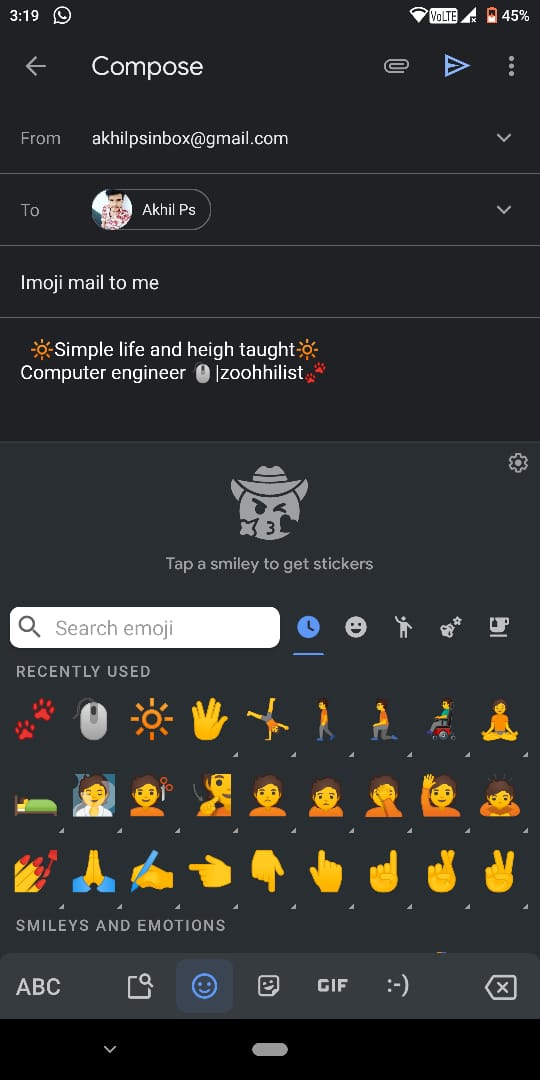 3:19 VoLTE 45%
Compose
From akhilpsinbox@gmail.com
To Akhil Ps
Imoji mail to me
🔆Simple life and heigh taught🔆
Computer engineer 🖱️|zoohhilist🐾
Tap a smiley to get stickers
Search emoji
RECENTLY USED
SMILEYS AND EMOTIONS
ABC GIF :-)